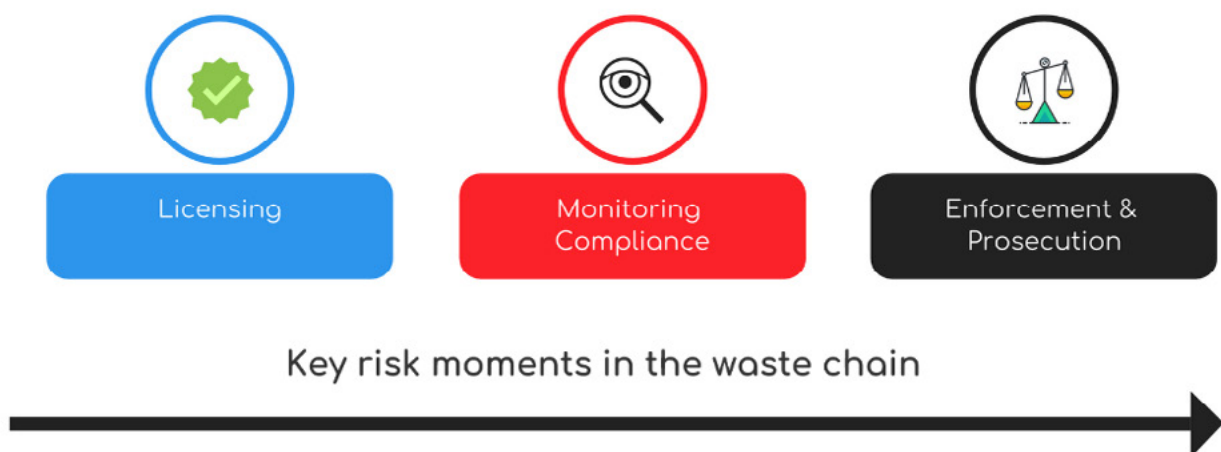 Licensing
Monitoring
Compliance
Enforcement &
Prosecution
Key risk moments in the waste chain